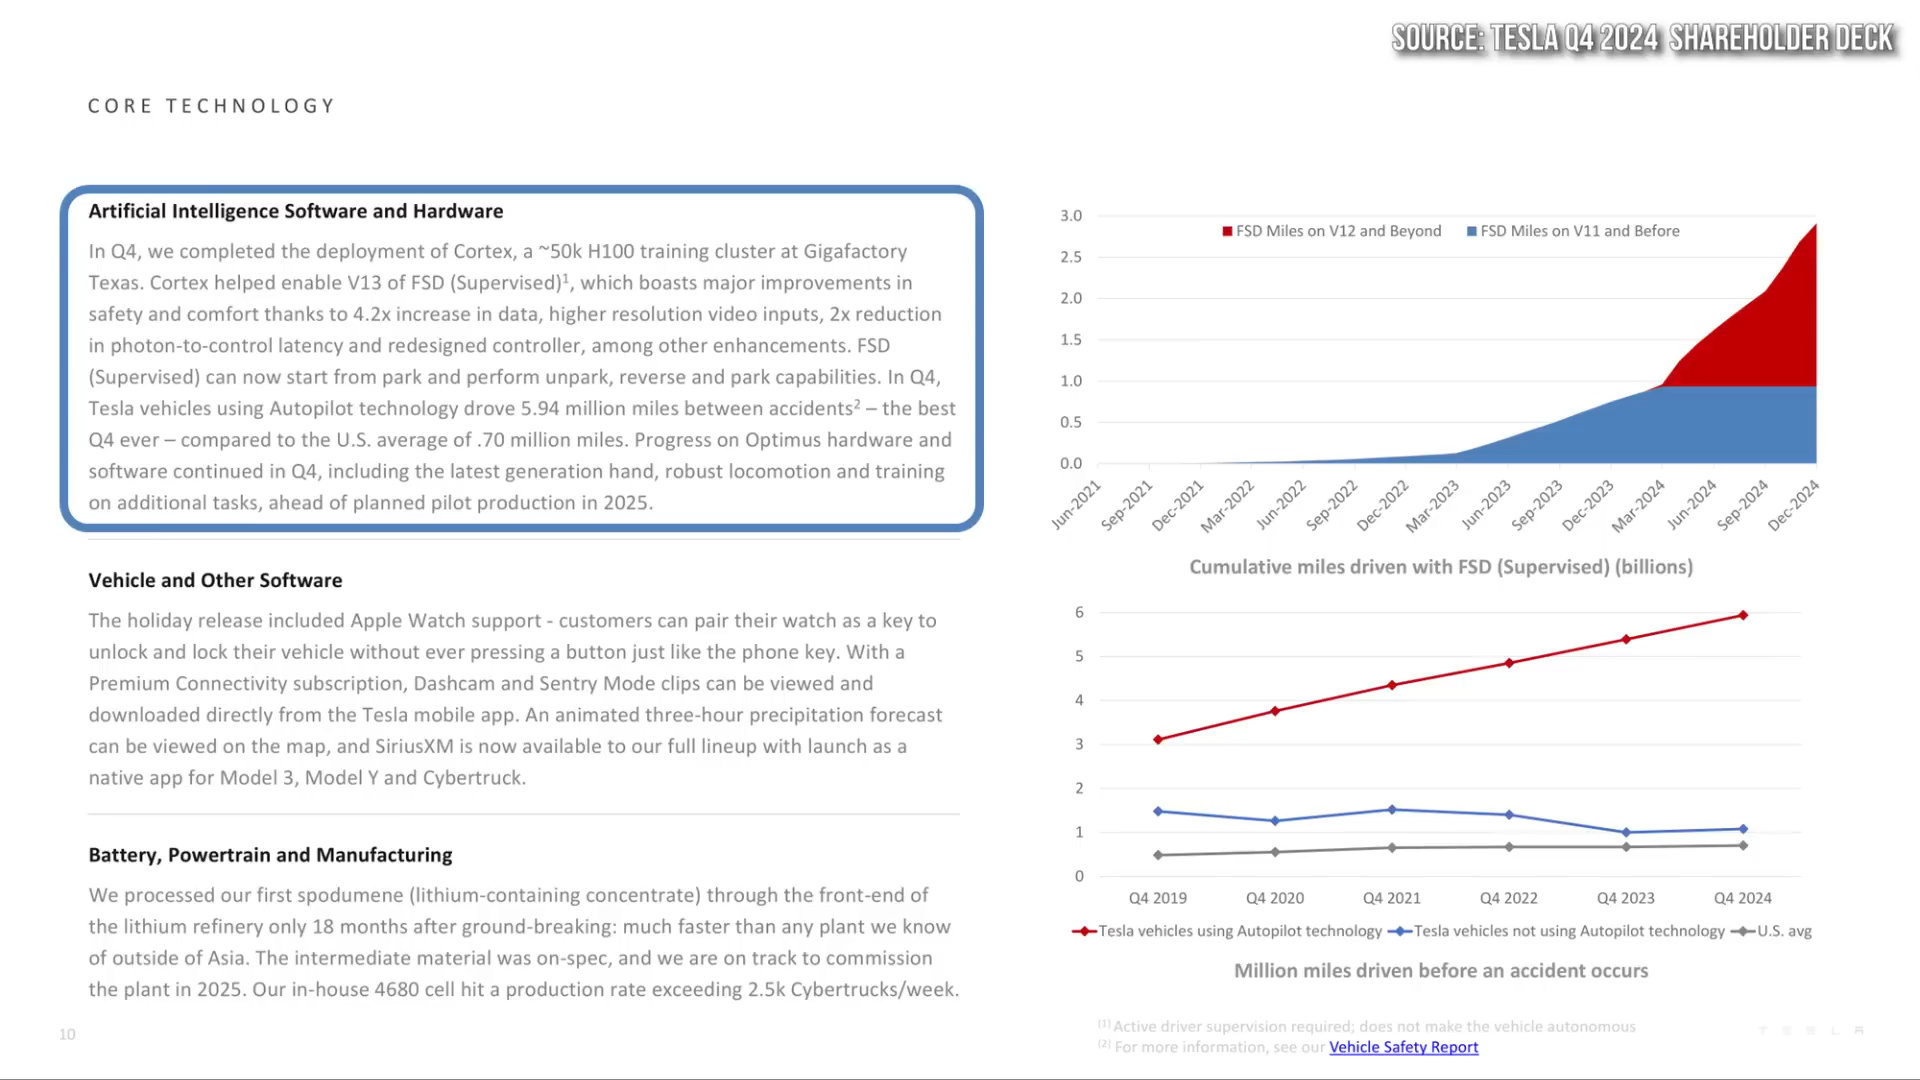 SOURCE: TESLA Q4 2024 SHAREHOLDER DECK
CORE TECHNOLOGY
Artificial Intelligence Software and Hardware
In Q4, we completed the deployment of Cortex, a ~50k H100 training cluster at Gigafactory
Texas. Cortex helped enable V13 of FSD (Supervised)¹, which boasts major improvements in
safety and comfort thanks to 4.2x increase in data, higher resolution video inputs, 2x reduction
in photon-to-control latency and redesigned controller, among other enhancements. FSD
(Supervised) can now start from park and perform unpark, reverse and park capabilities. In Q4,
Tesla vehicles using Autopilot technology drove 5.94 million miles between accidents² – the best
Q4 ever – compared to the U.S. average of .70 million miles. Progress on Optimus hardware and
software continued in Q4, including the latest generation hand, robust locomotion and training
on additional tasks, ahead of planned pilot production in 2025.
Vehicle and Other Software
The holiday release included Apple Watch support - customers can pair their watch as a key to
unlock and lock their vehicle without ever pressing a button just like the phone key. With a
Premium Connectivity subscription, Dashcam and Sentry Mode clips can be viewed and
downloaded directly from the Tesla mobile app. An animated three-hour precipitation forecast
can be viewed on the map, and SiriusXM is now available to our full lineup with launch as a
native app for Model 3, Model Y and Cybertruck.
Battery, Powertrain and Manufacturing
We processed our first spodumene (lithium-containing concentrate) through the front-end of
the lithium refinery only 18 months after ground-breaking: much faster than any plant we know
of outside of Asia. The intermediate material was on-spec, and we are on track to commission
the plant in 2025. Our in-house 4680 cell hit a production rate exceeding 2.5k Cybertrucks/week.
10
FSD Miles on V12 and Beyond FSD Miles on V11 and Before
3.0
2.5
2.0
1.5
1.0
0.5
0.0
Jun-2021 Sep-2021 Dec-2021 Mar-2022 Jun-2022 Sep-2022 Dec-2022 Mar-2023 Jun-2023 Sep-2023 Dec-2023 Mar-2024 Jun-2024 Sep-2024 Dec-2024
Cumulative miles driven with FSD (Supervised) (billions)
6
5
4
3
2
1
0
Q4 2019 Q4 2020 Q4 2021 Q4 2022 Q4 2023 Q4 2024
Tesla vehicles using Autopilot technology Tesla vehicles not using Autopilot technology U.S. avg
Million miles driven before an accident occurs
[1] Active driver supervision required; does not make the vehicle autonomous
[2] For more information, see our Vehicle Safety Report
TESLA